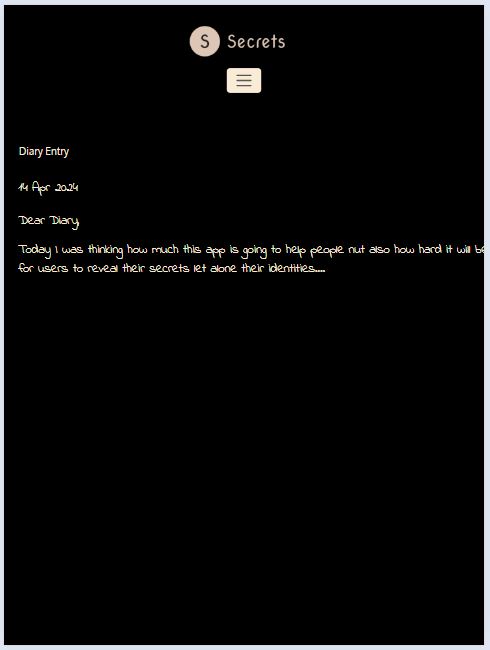 S Secrets
Diary Entry
14 Apr 2024
Dear Diary,
Today I was thinking how much this app is going to help people nut also how hard it will be
for users to reveal their secrets let alone their identities....